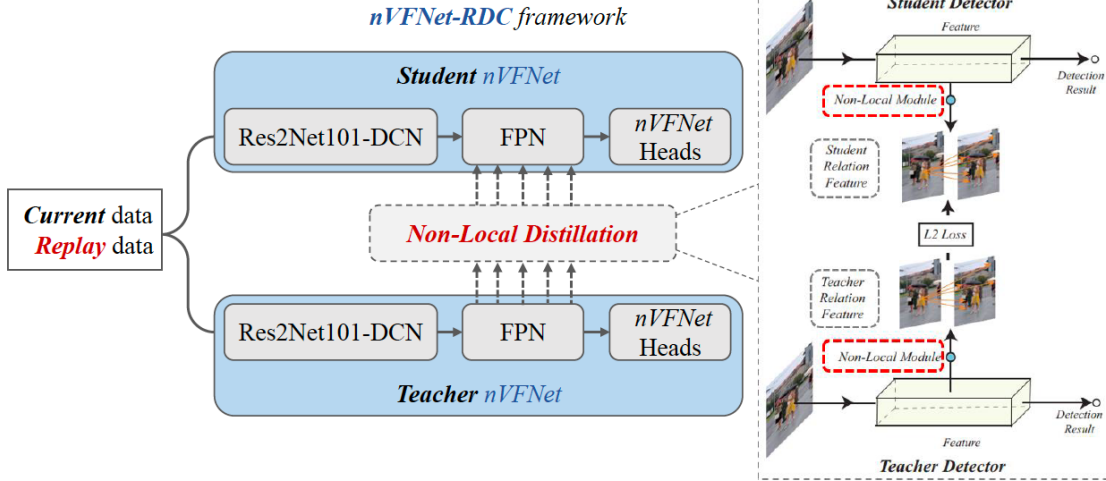 nVFNet-RDC framework
Student nVFNet
Res2Net101-DCN
FPN
nVFNet
Heads
Current data
Replay data
Non-Local Distillation
Res2Net101-DCN
FPN
nVFNet
Heads
Teacher nVFNet
Student Detector
Feature
Detection
Result
Non-Local Module
Student
Relation
Feature
L2 Loss
Teacher
Relation
Feature
Non-Local Module
Detection
Result
Feature
Teacher Detector